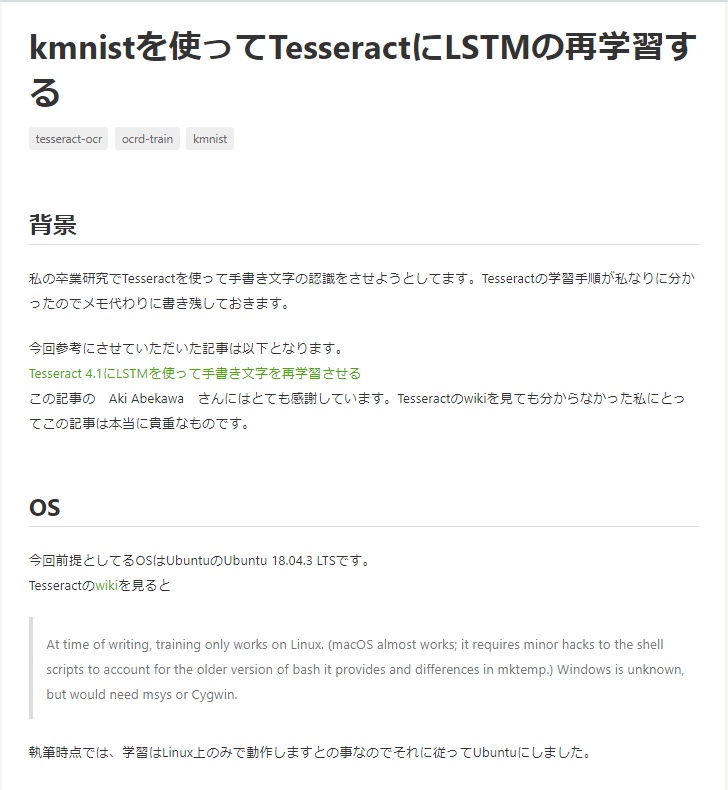 kmnistを使ってTesseractにLSTMの再学習す
る
tesseract-ocr ocrd-train kmnist
背景
私の卒業研究でTesseractを使って手書き文字の認識をさせようとしてます。Tesseractの学習手順が私なりに分か
ったのでメモ代わりに書き残しておきます。
今回参考にさせていただいた記事は以下となります。
Tesseract 4.1にLSTMを使って手書き文字を再学習させる
この記事の　Aki Abekawa　さんにはとても感謝しています。Tesseractのwikiを見ても分からなかった私にとっ
てこの記事は本当に貴重なものです。
OS
今回前提としてるOSはUbuntuのUbuntu 18.04.3 LTSです。
Tesseractのwikiを見ると
At time of writing, training only works on Linux. (macOS almost works; it requires minor hacks to the shell
scripts to account for the older version of bash it provides and differences in mktemp.) Windows is unknown,
but would need msys or Cygwin.
執筆時点では、学習はLinux上のみで動作しますとの事なのでそれに従ってUbuntuにしました。